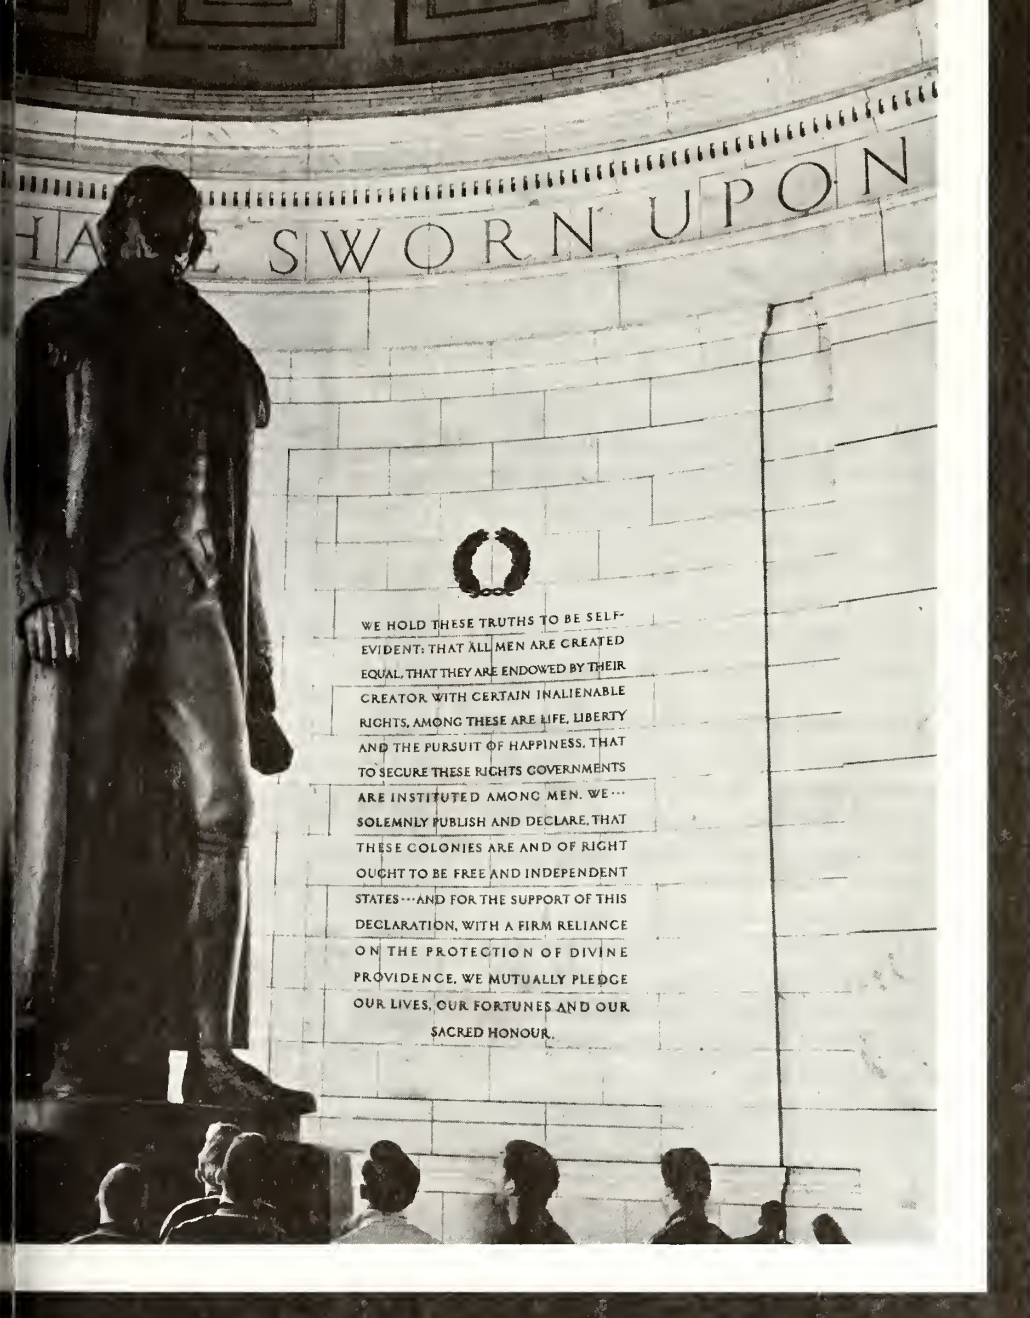 HAVE SWORN UPON
WE HOLD THESE TRUTHS TO BE SELF-
EVIDENT: THAT ALL MEN ARE CREATED
EQUAL, THAT THEY ARE ENDOWED BY THEIR
CREATOR WITH CERTAIN INALIENABLE
RIGHTS, AMONG THESE ARE LIFE, LIBERTY
AND THE PURSUIT OF HAPPINESS, THAT
TO SECURE THESE RIGHTS GOVERNMENTS
ARE INSTITUTED AMONG MEN. WE···
SOLEMNLY PUBLISH AND DECLARE, THAT
THESE COLONIES ARE AND OF RIGHT
OUGHT TO BE FREE AND INDEPENDENT
STATES···AND FOR THE SUPPORT OF THIS
DECLARATION, WITH A FIRM RELIANCE
ON THE PROTECTION OF DIVINE
PROVIDENCE, WE MUTUALLY PLEDGE
OUR LIVES, OUR FORTUNES AND OUR
SACRED HONOUR.